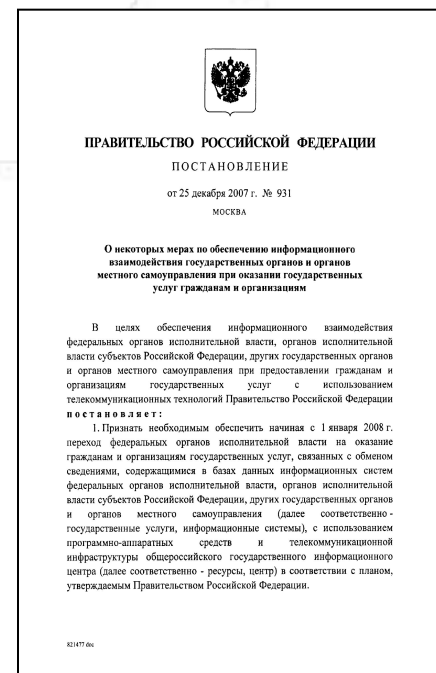 ПРАВИТЕЛЬСТВО РОССИЙСКОЙ ФЕДЕРАЦИИ
ПОСТАНОВЛЕНИЕ
от 25 декабря 2007 г. № 931
МОСКВА
О некоторых мерах по обеспечению информационного
взаимодействия государственных органов и органов
местного самоуправления при оказании государственных
услуг гражданам и организациям
В целях обеспечения информационного взаимодействия
федеральных органов исполнительной власти, органов исполнительной
власти субъектов Российской Федерации, других государственных органов
и органов местного самоуправления при предоставлении гражданам и
организациям государственных услуг с использованием
телекоммуникационных технологий Правительство Российской Федерации
постановляет:
1. Признать необходимым обеспечить начиная с 1 января 2008 г.
переход федеральных органов исполнительной власти на оказание
гражданам и организациям государственных услуг, связанных с обменом
сведениями, содержащимися в базах данных информационных систем
федеральных органов исполнительной власти, органов исполнительной
власти субъектов Российской Федерации, других государственных органов
и органов местного самоуправления (далее соответственно -
государственные услуги, информационные системы), с использованием
программно-аппаратных средств и телекоммуникационной
инфраструктуры общероссийского государственного информационного
центра (далее соответственно - ресурсы, центр) в соответствии с планом,
утверждаемым Правительством Российской Федерации.
821477 doc